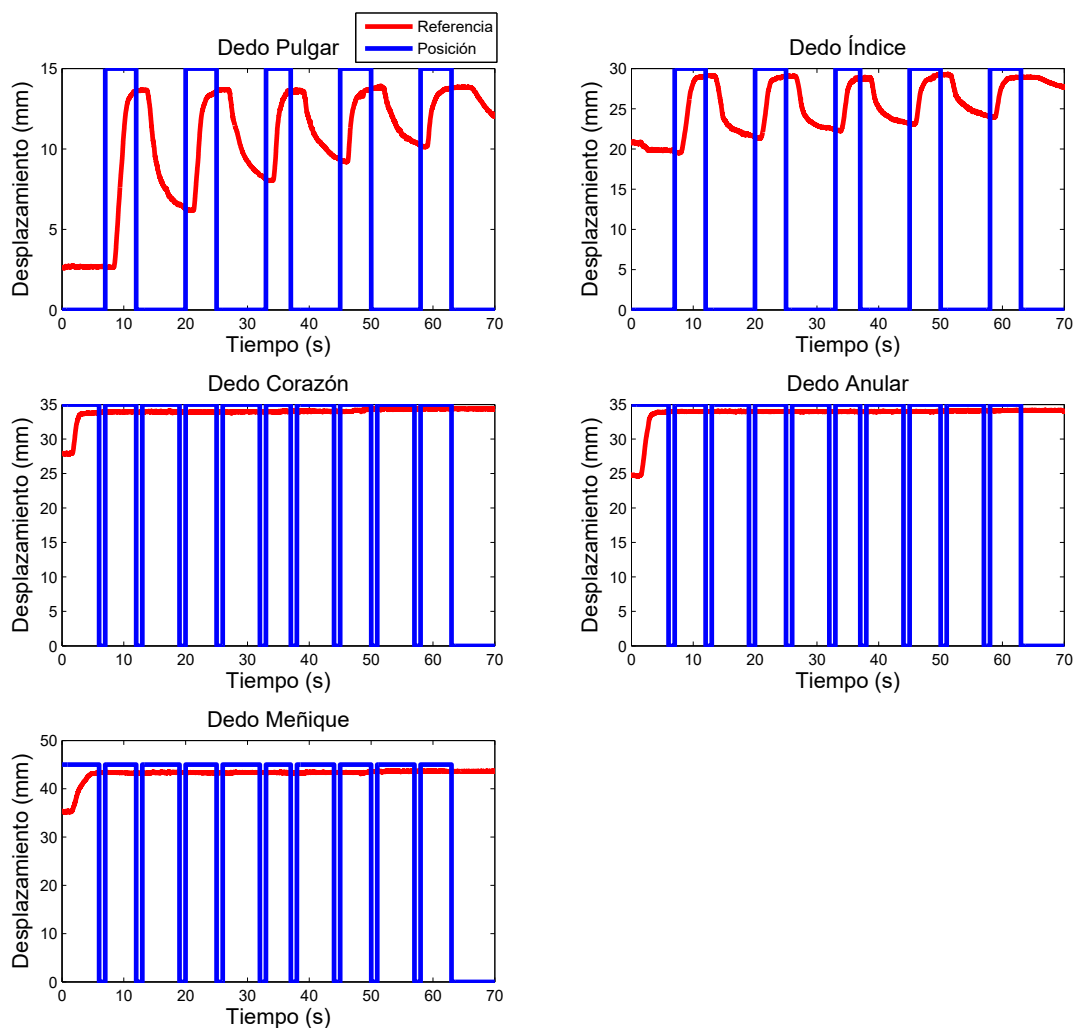 Referencia
Posición
Dedo Pulgar
Desplazamiento (mm)
15
10
5
0
0 10 20 30 40 50 60 70
Tiempo (s)
Dedo Índice
Desplazamiento (mm)
30
25
20
15
10
5
0
0 10 20 30 40 50 60 70
Tiempo (s)
Dedo Corazón
Desplazamiento (mm)
35
30
25
20
15
10
5
0
0 10 20 30 40 50 60 70
Tiempo (s)
Dedo Anular
Desplazamiento (mm)
35
30
25
20
15
10
5
0
0 10 20 30 40 50 60 70
Tiempo (s)
Dedo Meñique
Desplazamiento (mm)
50
40
30
20
10
0
0 10 20 30 40 50 60 70
Tiempo (s)